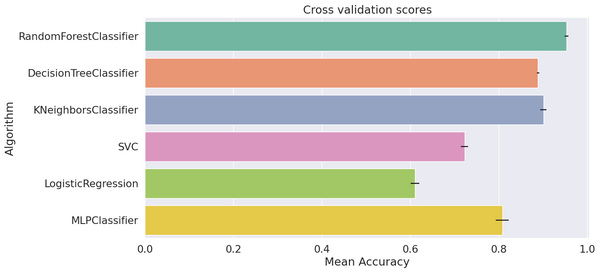 Cross validation scores
Algorithm
RandomForestClassifier
DecisionTreeClassifier
KNeighborsClassifier
SVC
LogisticRegression
MLPClassifier
0.0 0.2 0.4 0.6 0.8 1.0
Mean Accuracy